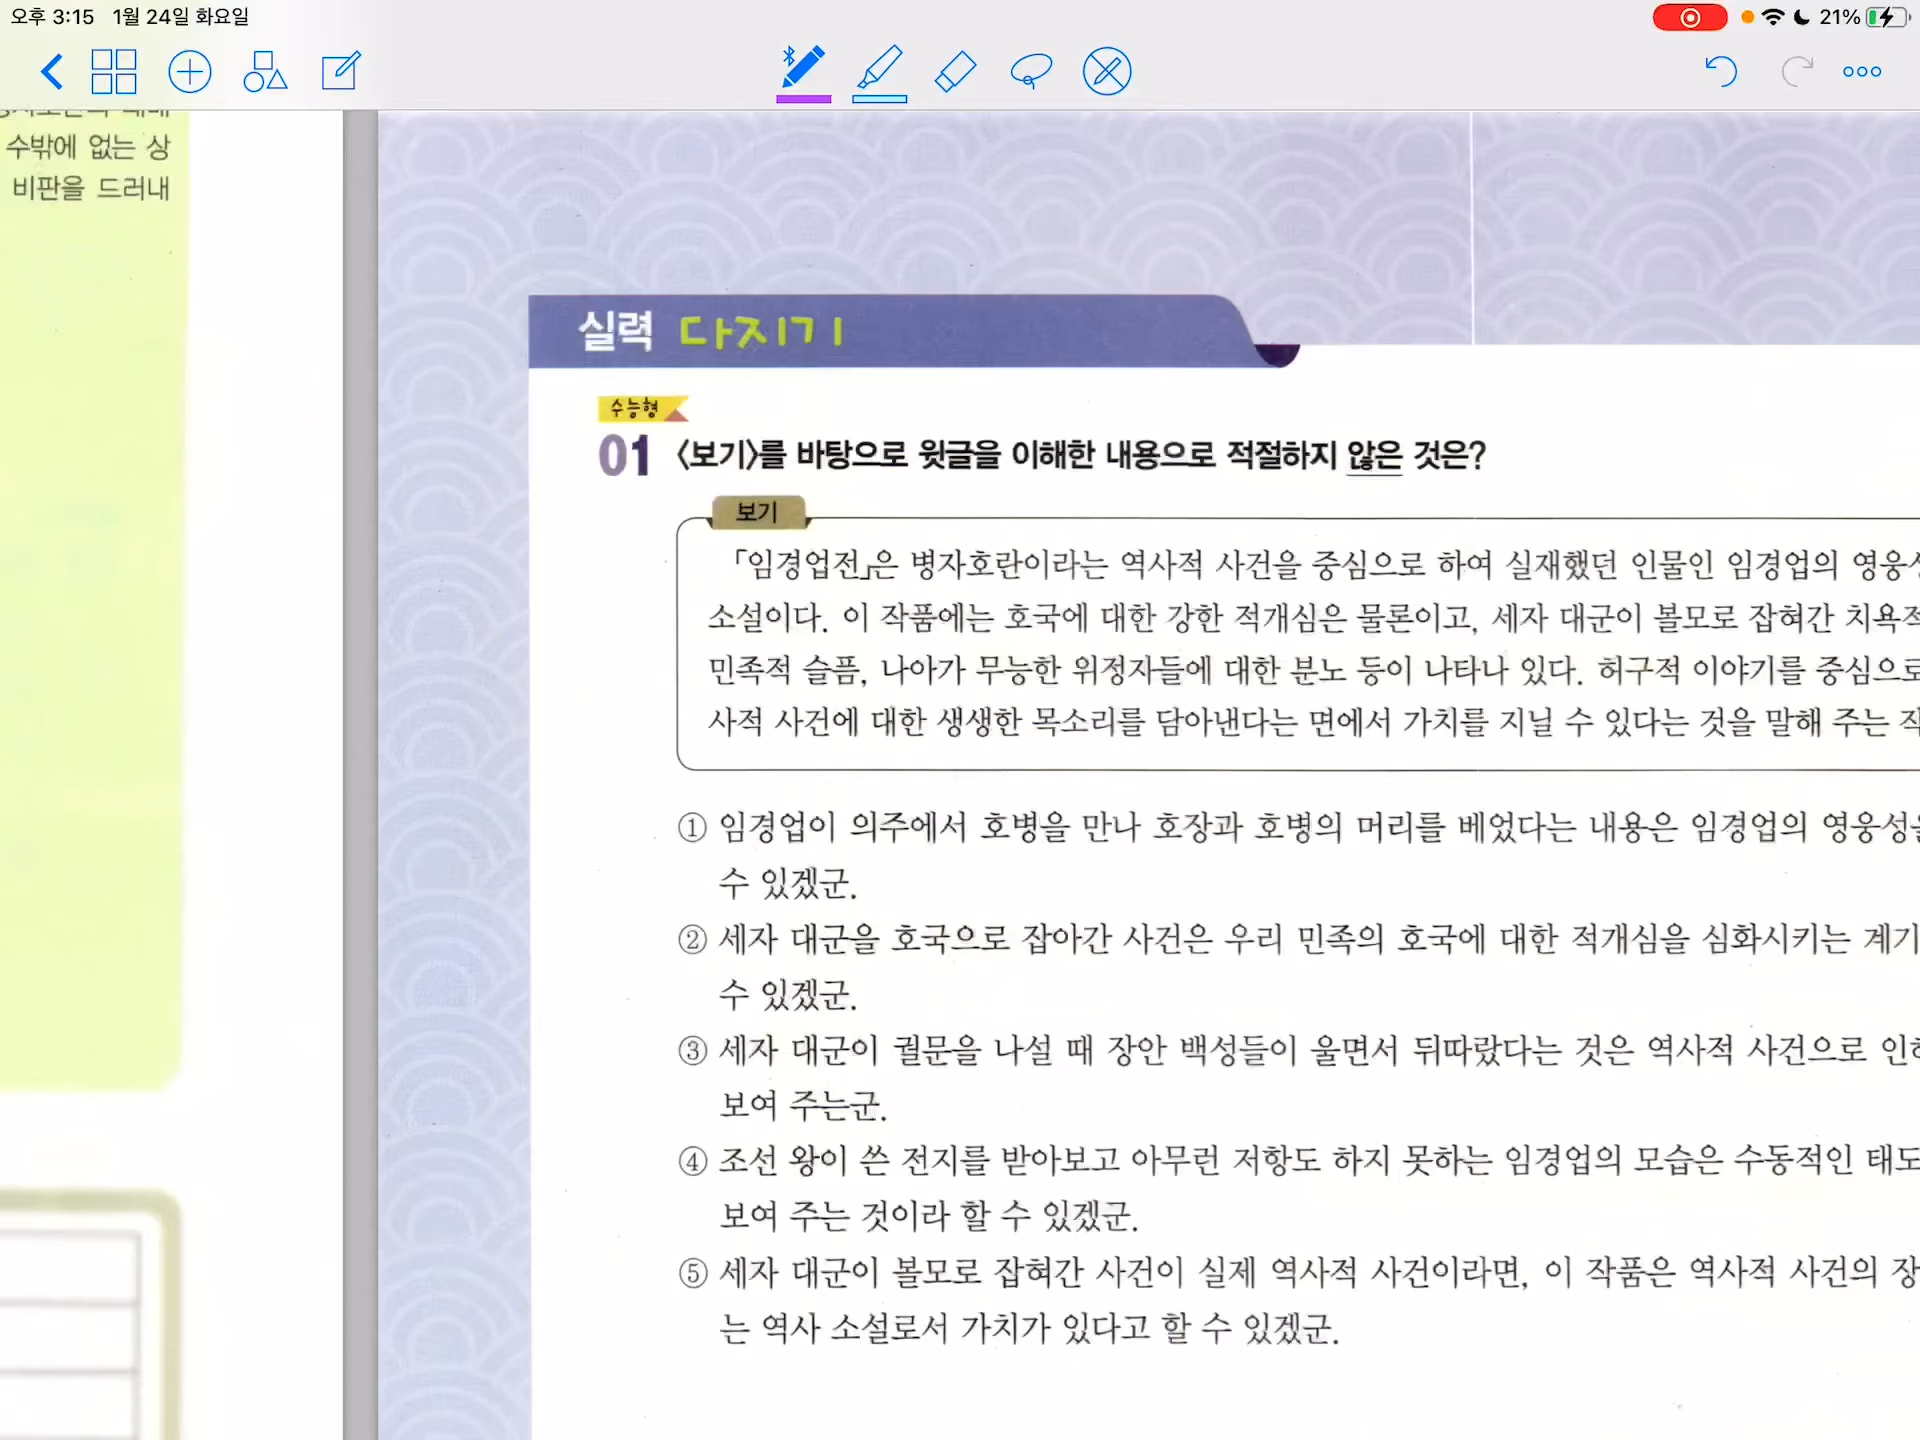 오후 3:15 1월 24일 화요일
21%
수밖에 없는 상
비판을 드러내
실력 다지기
수능형
01 〈보기〉를 바탕으로 윗글을 이해한 내용으로 적절하지 않은 것은?
보기
「임경업전」은 병자호란이라는 역사적 사건을 중심으로 하여 실재했던 인물인 임경업의 영웅성
소설이다. 이 작품에는 호국에 대한 강한 적개심은 물론이고, 세자 대군이 볼모로 잡혀간 치욕적
민족적 슬픔, 나아가 무능한 위정자들에 대한 분노 등이 나타나 있다. 허구적 이야기를 중심으로
사적 사건에 대한 생생한 목소리를 담아낸다는 면에서 가치를 지닐 수 있다는 것을 말해 주는
① 임경업이 의주에서 호병을 만나 호장과 호병의 머리를 베었다는 내용은 임경업의 영웅성을
수 있겠군.
② 세자 대군을 호국으로 잡아간 사건은 우리 민족의 호국에 대한 적개심을 심화시키는 계기
수 있겠군.
③ 세자 대군이 궐문을 나설 때 장안 백성들이 울면서 뒤따랐다는 것은 역사적 사건으로 인하
보여 주는군.
④ 조선 왕이 쓴 전지를 받아보고 아무런 저항도 하지 못하는 임경업의 모습은 수동적인 태도
보여 주는 것이라 할 수 있겠군.
⑤ 세자 대군이 볼모로 잡혀간 사건이 실제 역사적 사건이라면, 이 작품은 역사적 사건의 장
는 역사 소설로서 가치가 있다고 할 수 있겠군.